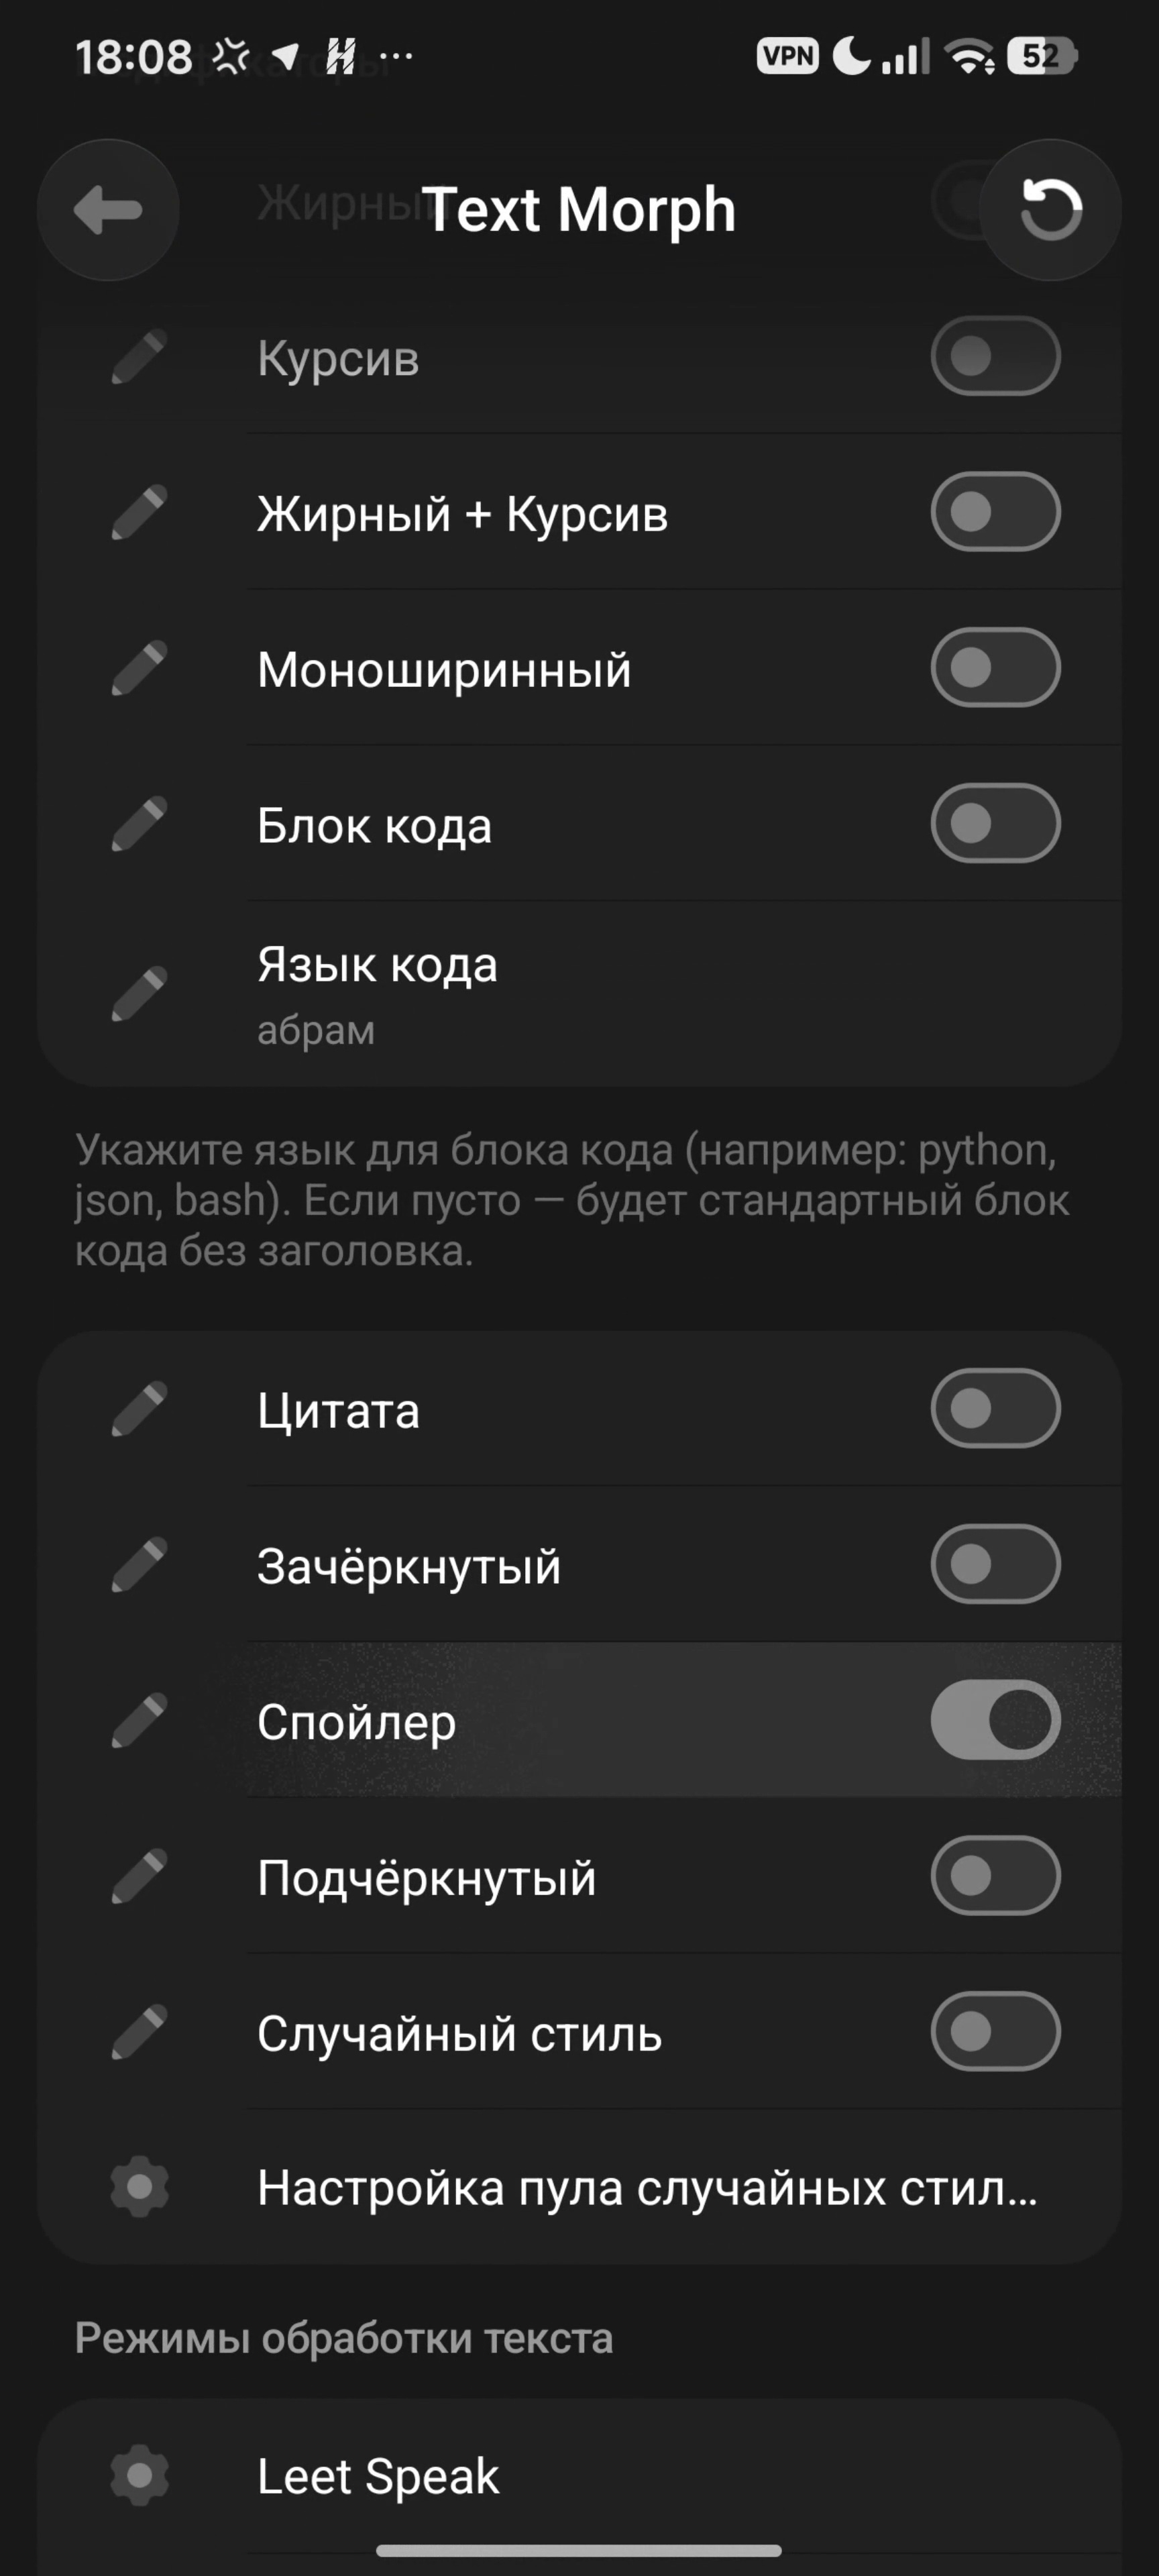 18:08
VPN
52
Text Morph
Жирный
Курсив
Жирный + Курсив
Моноширинный
Блок кода
Язык кода
абрам
Укажите язык для блока кода (например: python,
json, bash). Если пусто — будет стандартный блок
кода без заголовка.
Цитата
Зачёркнутый
Спойлер
Подчёркнутый
Случайный стиль
Настройка пула случайных стил...
Режимы обработки текста
Leet Speak